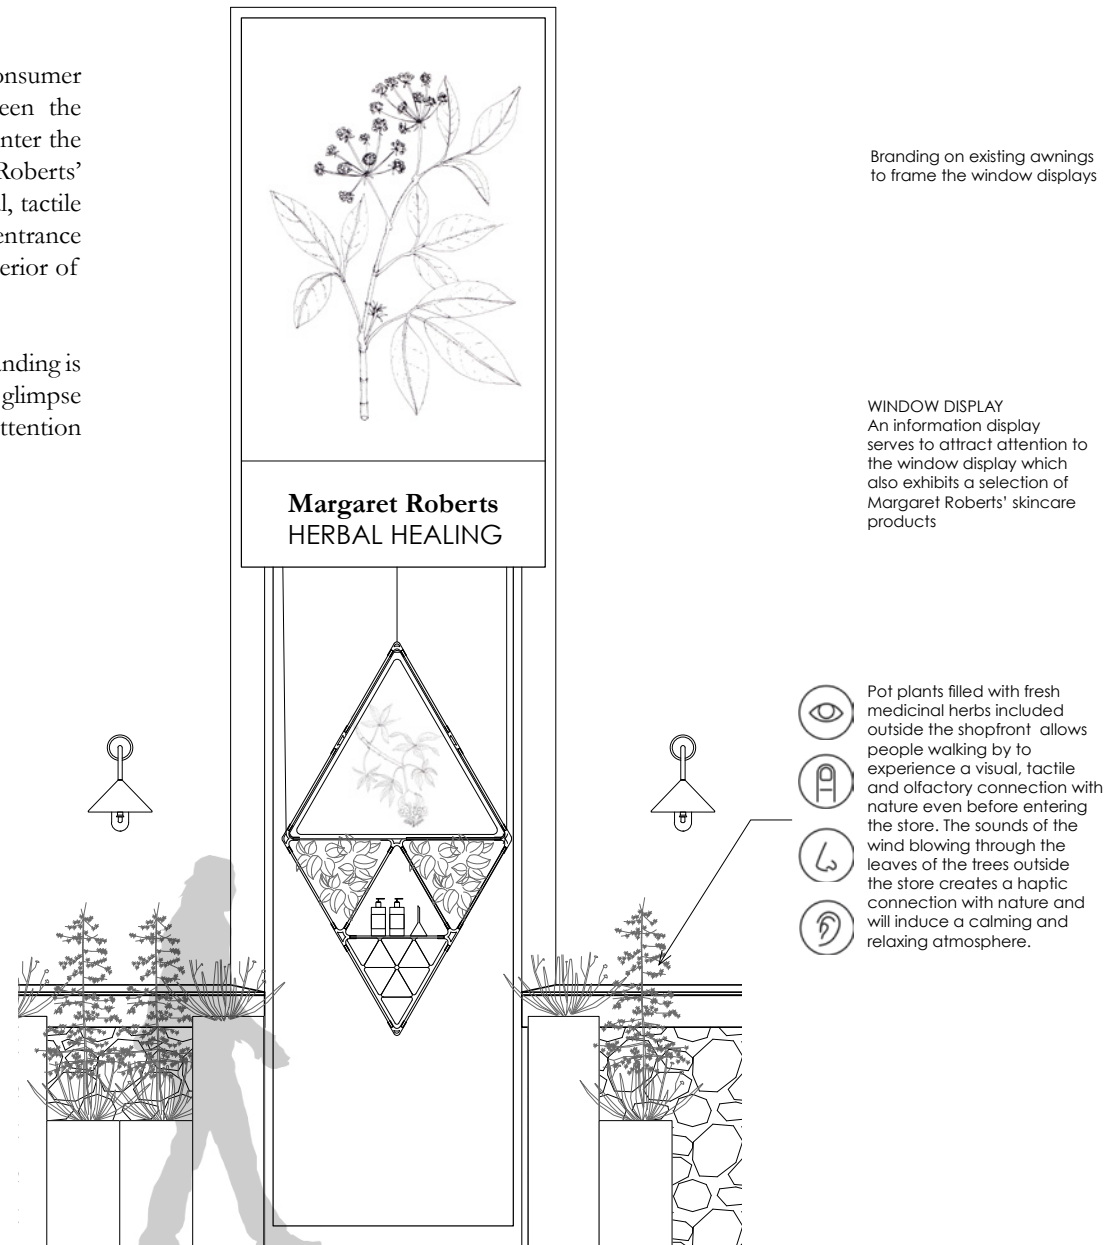 onsumer
een the
nter the
Roberts’
l, tactile
entrance
erior of
anding is
glimpse
ttention
Margaret Roberts
HERBAL HEALING
Branding on existing awnings
to frame the window displays
WINDOW DISPLAY
An information display
serves to attract attention to
the window display which
also exhibits a selection of
Margaret Roberts’ skincare
products
Pot plants filled with fresh
medicinal herbs included
outside the shopfront allows
people walking by to
experience a visual, tactile
and olfactory connection with
nature even before entering
the store. The sounds of the
wind blowing through the
leaves of the trees outside
the store creates a haptic
connection with nature and
will induce a calming and
relaxing atmosphere.